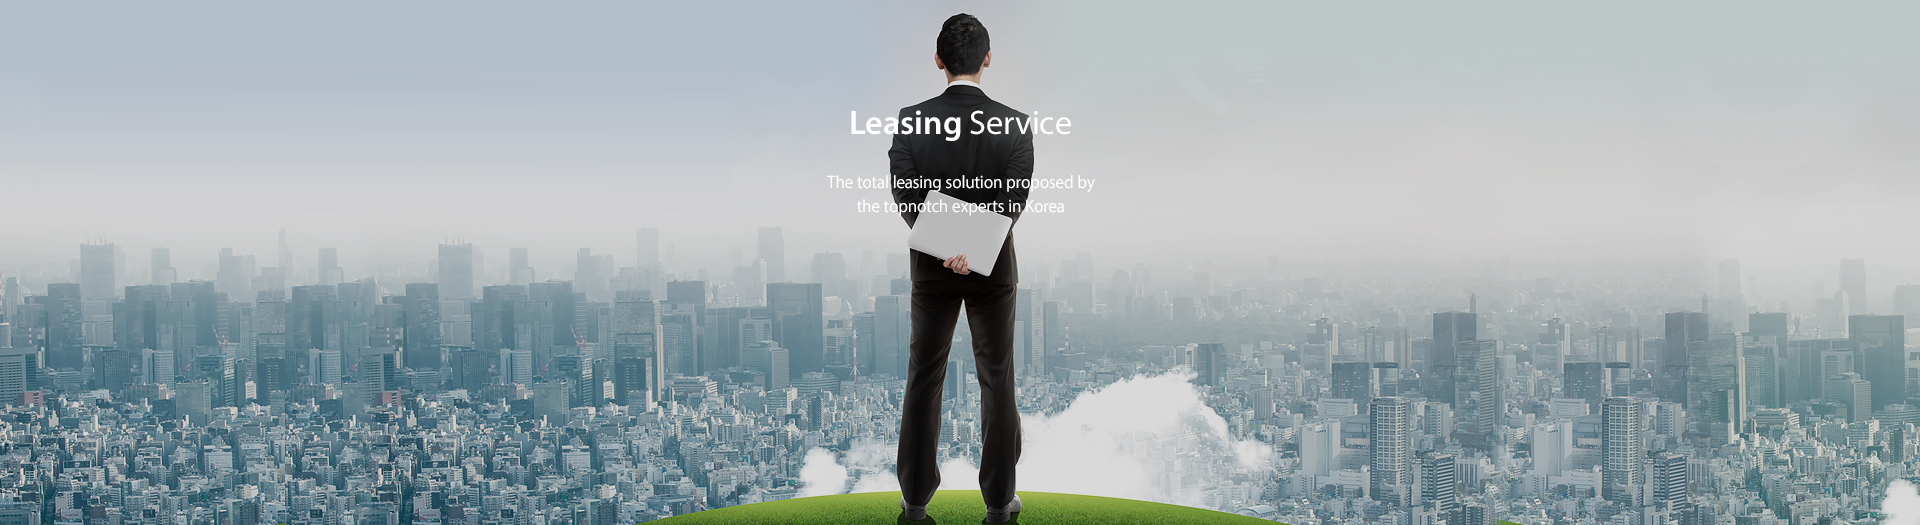 Leasing Service
The total leasing solution proposed by
the topnotch experts in Korea